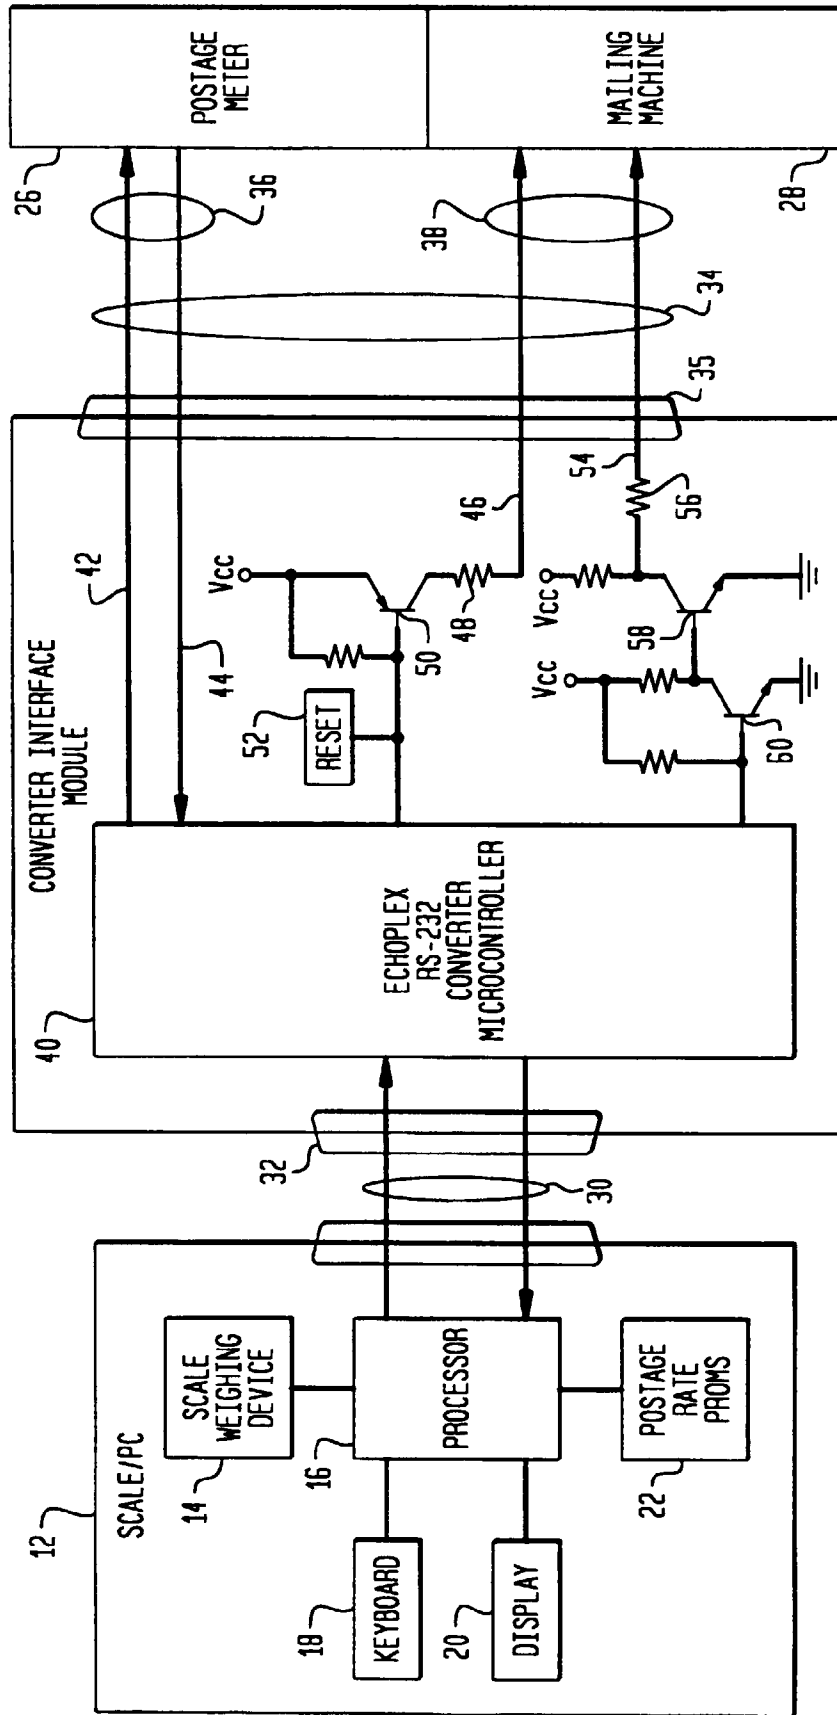 12
SCALE/PC
14
SCALE
WEIGHING
DEVICE
16
PROCESSOR
18
KEYBOARD
20
DISPLAY
22
POSTAGE
RATE
PROMS
30
32
CONVERTER INTERFACE
MODULE
40
ECHOPLEX
RS-232
CONVERTER
MICROCONTROLLER
42
44
52
RESET
Vcc
50
48
46
Vcc
Vcc
58
60
54
56
35
34
36
38
26
POSTAGE
METER
MAILING
MACHINE
28